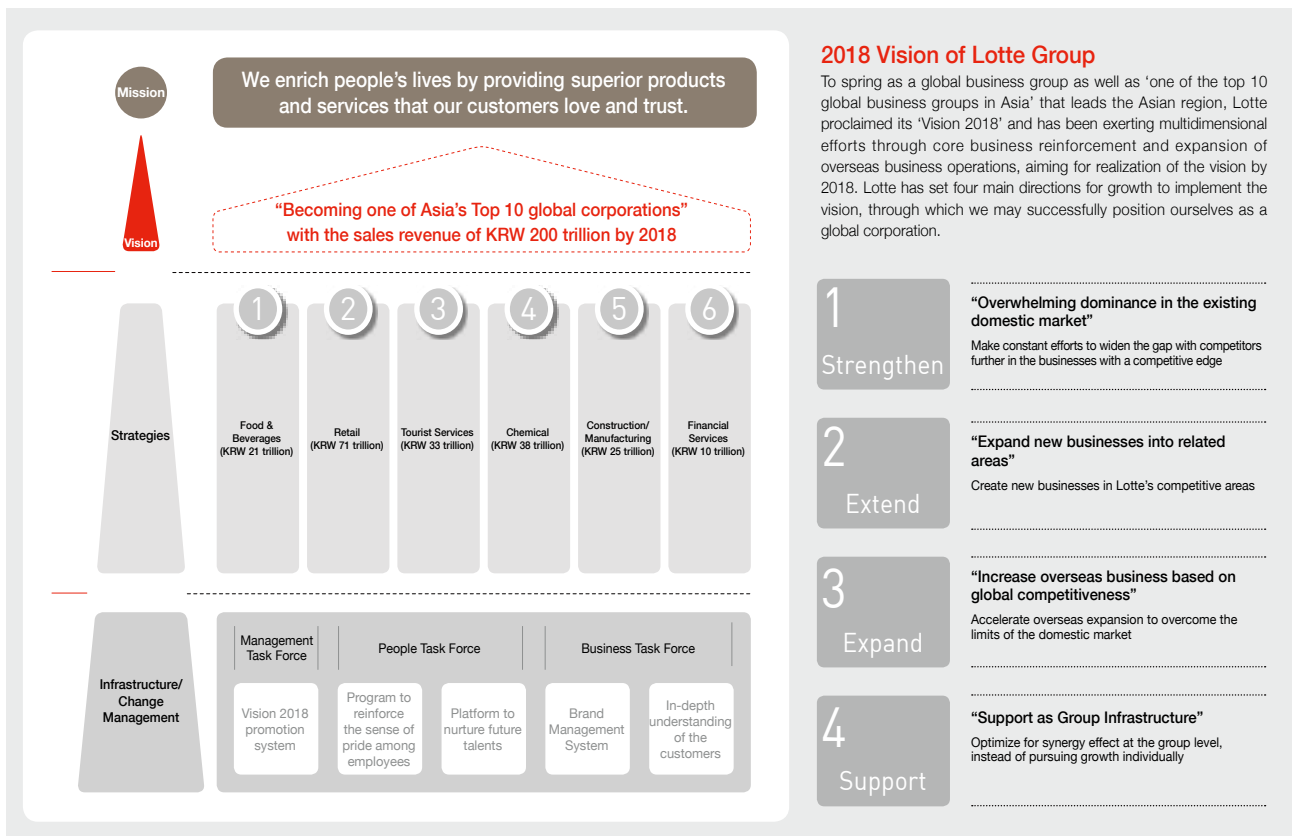 Mission
We enrich people's lives by providing superior products
and services that our customers love and trust.
Vision
“Becoming one of Asia's Top 10 global corporations”
with the sales revenue of KRW 200 trillion by 2018
Strategies
1
Food &
Beverages
(KRW 21 trillion)
2
Retail
(KRW 71 trillion)
3
Tourist Services
(KRW 33 trillion)
4
Chemical
(KRW 38 trillion)
5
Construction/
Manufacturing
(KRW 25 trillion)
6
Financial
Services
(KRW 10 trillion)
Infrastructure/
Change
Management
Management
Task Force
People Task Force
Business Task Force
Vision 2018
promotion
system
Program to
reinforce
the sense of
pride among
employees
Platform to
nurture future
talents
Brand
Management
System
In-depth
understanding
of the
customers
2018 Vision of Lotte Group
To spring as a global business group as well as ‘one of the top 10
global business groups in Asia’ that leads the Asian region, Lotte
proclaimed its ‘Vision 2018’ and has been exerting multidimensional
efforts through core business reinforcement and expansion of
overseas business operations, aiming for realization of the vision by
2018. Lotte has set four main directions for growth to implement the
vision, through which we may successfully position ourselves as a
global corporation.
1
Strengthen
“Overwhelming dominance in the existing
domestic market”
Make constant efforts to widen the gap with competitors
further in the businesses with a competitive edge
2
Extend
“Expand new businesses into related
areas”
Create new businesses in Lotte's competitive areas
3
Expand
“Increase overseas business based on
global competitiveness”
Accelerate overseas expansion to overcome the
limits of the domestic market
4
Support
“Support as Group Infrastructure”
Optimize for synergy effect at the group level,
instead of pursuing growth individually